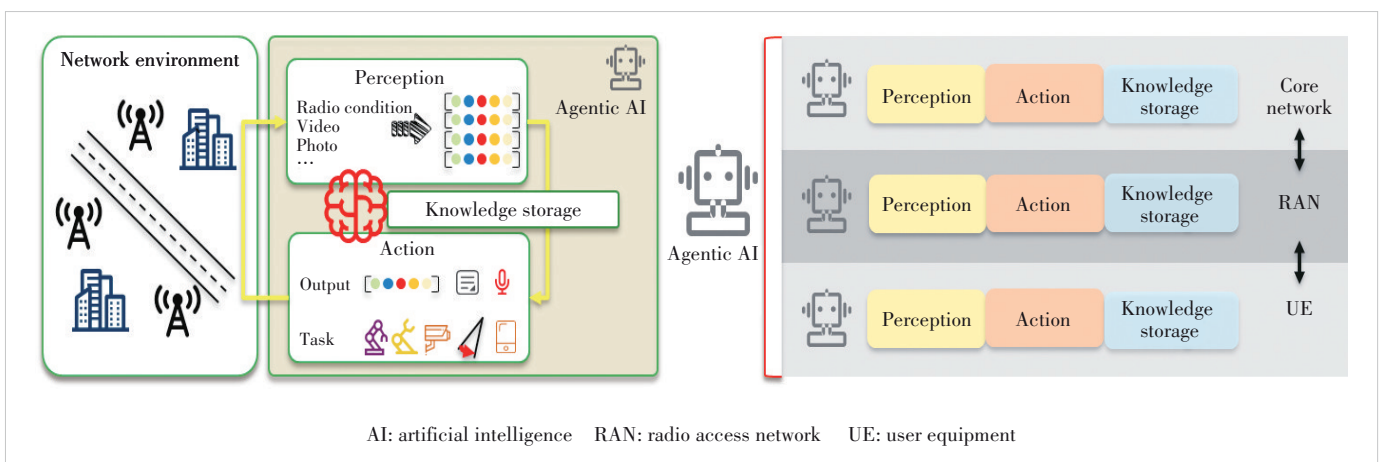 Network environment
Perception
Radio condition
Video
Photo
...
Agentic AI
Knowledge storage
Action
Output
Task
Agentic AI
Perception
Action
Knowledge
storage
Core
network
Perception
Action
Knowledge
storage
RAN
Perception
Action
Knowledge
storage
UE
AI: artificial intelligence RAN: radio access network UE: user equipment